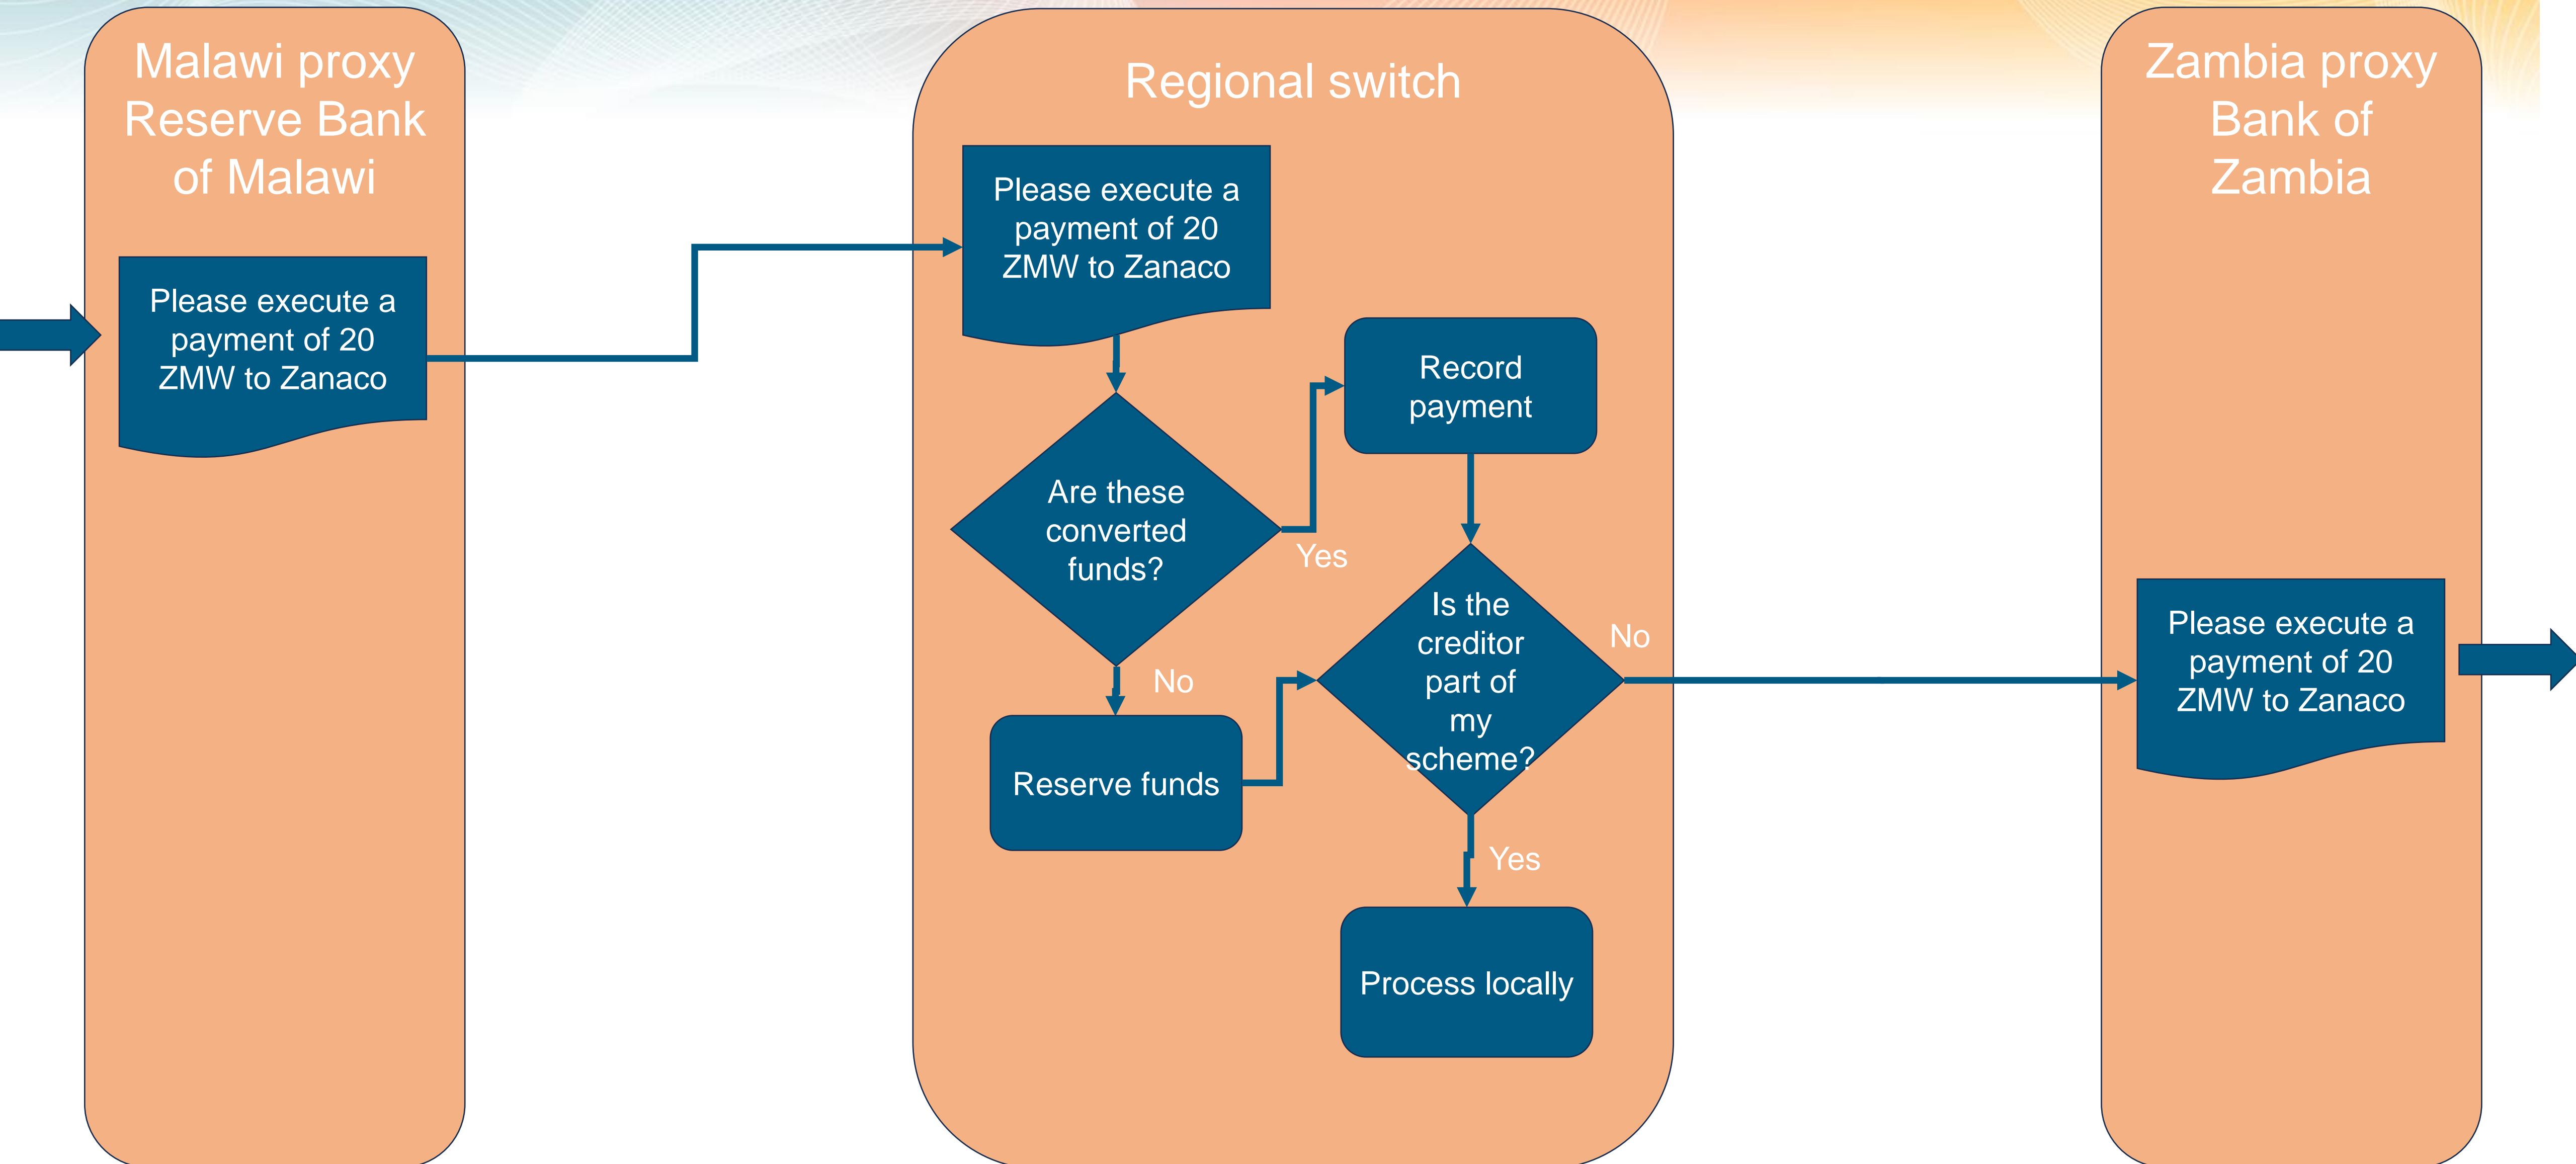 Malawi proxy
Reserve Bank
of Malawi
Please execute a
payment of 20
ZMW to Zanaco
Regional switch
Please execute a
payment of 20
ZMW to Zanaco
Are these
converted
funds?
Yes
No
Record
payment
Reserve funds
Is the
creditor
part of
my
scheme?
No
Yes
Process locally
Zambia proxy
Bank of
Zambia
Please execute a
payment of 20
ZMW to Zanaco